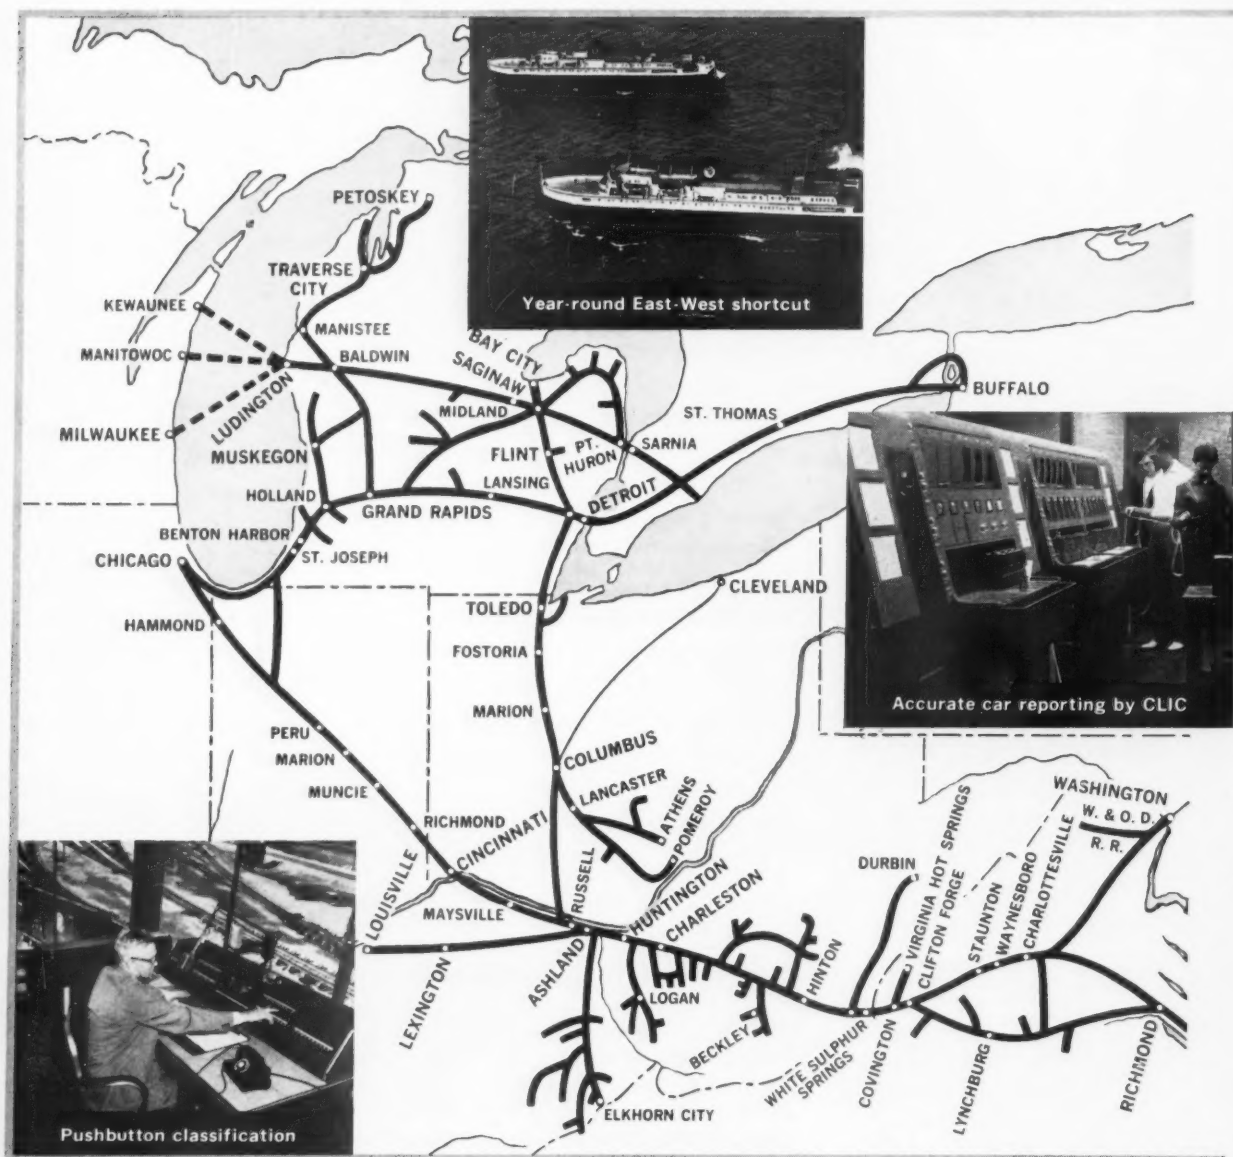 Year-round East-West shortcut
PETOSKEY
TRAVERSE
CITY
KEWAUNEE
MANISTEE
MANITOWOC
BALDWIN
BAY CITY
SAGINAW
LUDINGTON
MIDLAND
MILWAUKEE
MUSKEGON
FLINT
PT.
HURON
SARNIA
ST. THOMAS
BUFFALO
HOLLAND
LANSING
GRAND RAPIDS
DETROIT
BENTON HARBOR
ST. JOSEPH
CHICAGO
CLEVELAND
TOLEDO
HAMMOND
FOSTORIA
MARION
Accurate car reporting by CLIC
PERU
MARION
MUNCIE
COLUMBUS
LANCASTER
ATHENS
POMEROY
RICHMOND
CINCINNATI
LOUISVILLE
MAYSVILLE
RUSSELL
HUNTINGTON
CHARLESTON
DURBIN
VIRGINIA HOT SPRINGS
CLIFTON FORGE
STAUNTON
WAYNESBORO
CHARLOTTESVILLE
WASHINGTON
W. & O. D.
R. R.
LEXINGTON
ASHLAND
LOGAN
BECKLEY
HINTON
WHITE SULPHUR
SPRINGS
COVINGTON
LYNCHBURG
RICHMOND
ELKHORN CITY
Pushbutton classification